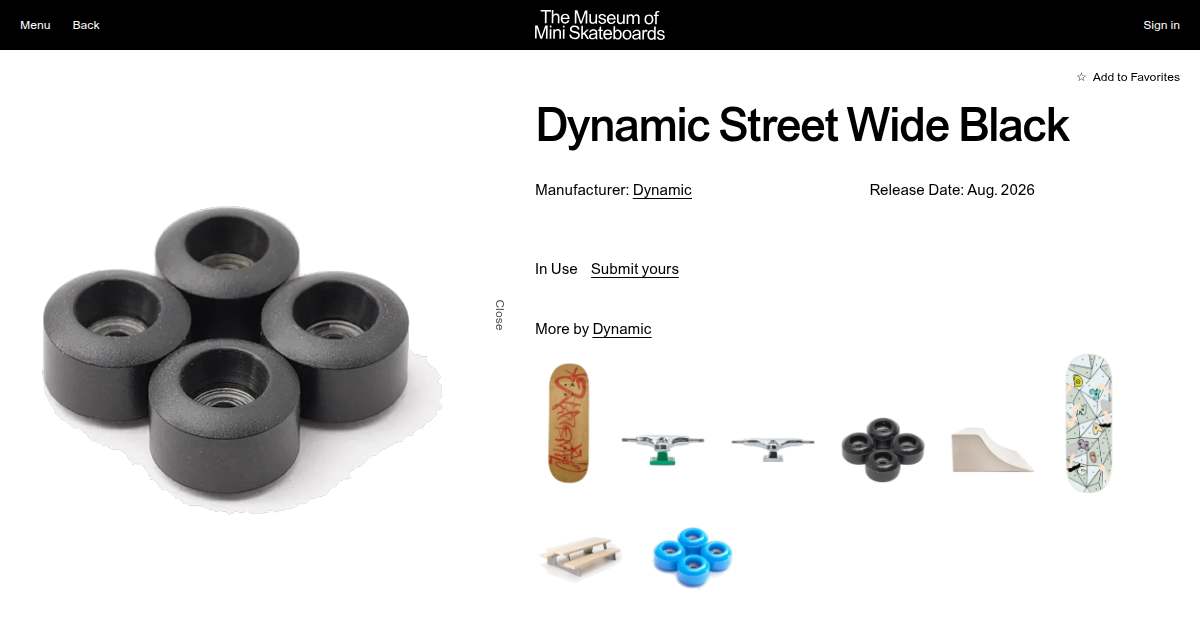 Menu
Back
The Museum of
Mini Skateboards
Sign in
☆ Add to Favorites
Dynamic Street Wide Black
Manufacturer: Dynamic
Release Date: Aug. 2026
In Use
Submit yours
Close
More by Dynamic